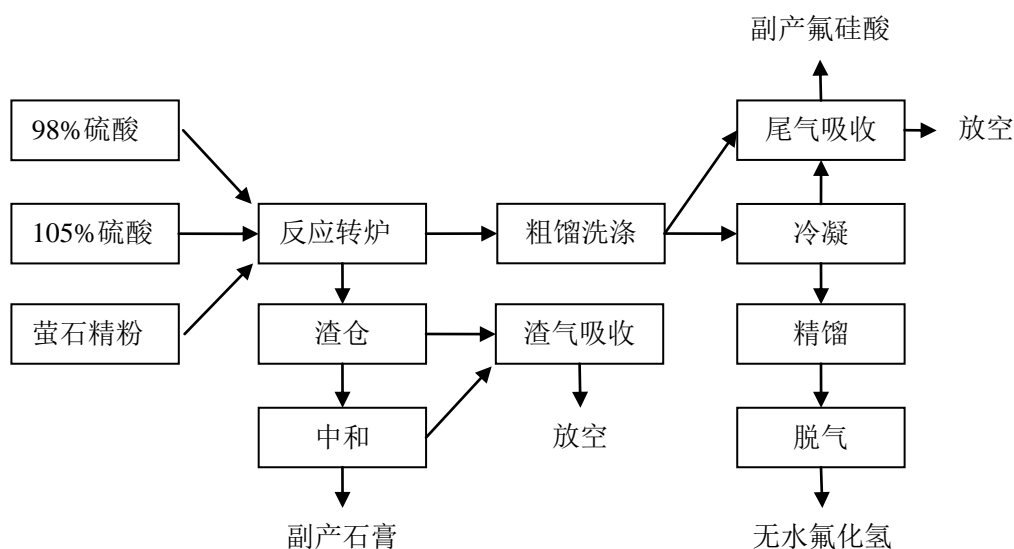 副产氟硅酸
98%硫酸
尾气吸收
放空
105%硫酸
反应转炉
粗馏洗涤
冷凝
萤石精粉
渣仓
渣气吸收
精馏
中和
放空
脱气
副产石膏
无水氟化氢